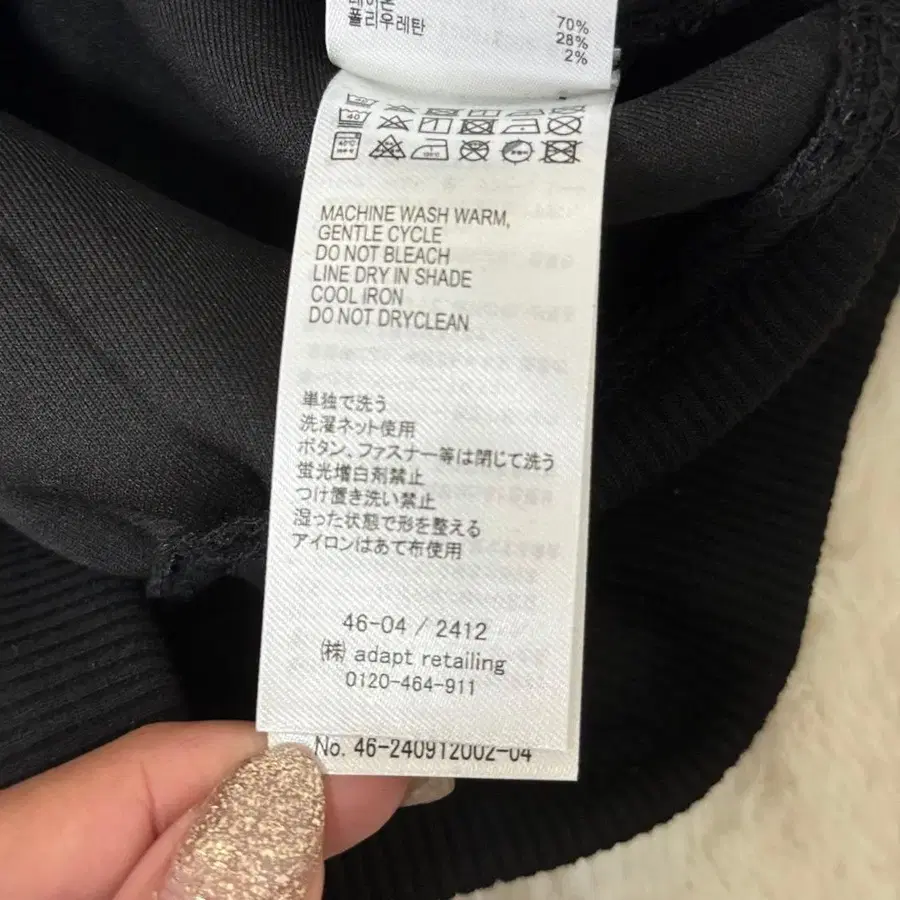 폴리우레탄
70%
28%
2%
40
MACHINE WASH WARM,
GENTLE CYCLE
DO NOT BLEACH
LINE DRY IN SHADE
COOL IRON
DO NOT DRYCLEAN
単独で洗う
洗濯ネット使用
ボタン、ファスナー等は閉じて洗う
蛍光増白剤禁止
つけ置き洗い禁止
湿った状態で形を整える
アイロンはあて布使用
46-04 / 2412
㈱ adapt retailing
0120-464-911
No. 46-240912002-04